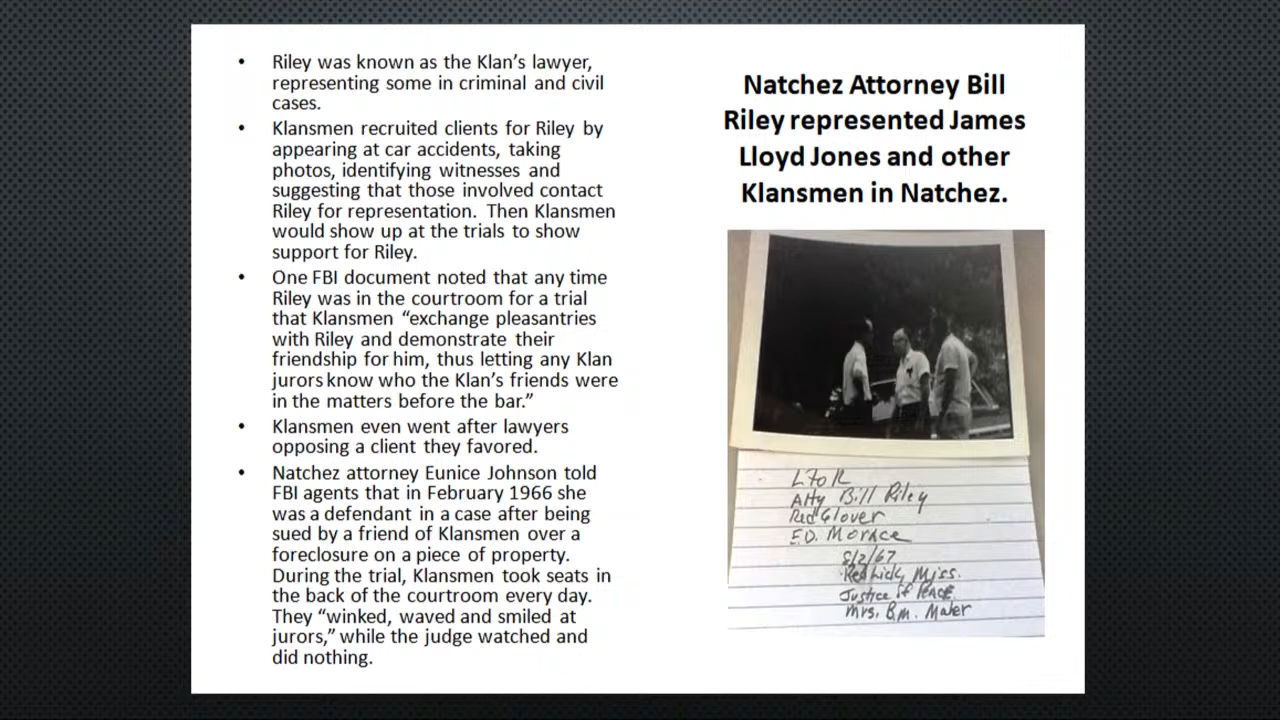 • Riley was known as the Klan’s lawyer,
representing some in criminal and civil
cases.
• Klansmen recruited clients for Riley by
appearing at car accidents, taking
photos, identifying witnesses and
suggesting that those involved contact
Riley for representation. Then Klansmen
would show up at the trials to show
support for Riley.
• One FBI document noted that any time
Riley was in the courtroom for a trial
that Klansmen “exchange pleasantries
with Riley and demonstrate their
friendship for him, thus letting any Klan
jurors know who the Klan’s friends were
in the matters before the bar.”
• Klansmen even went after lawyers
opposing a client they favored.
• Natchez attorney Eunice Johnson told
FBI agents that in February 1966 she
was a defendant in a case after being
sued by a friend of Klansmen over a
foreclosure on a piece of property.
During the trial, Klansmen took seats in
the back of the courtroom every day.
They “winked, waved and smiled at
jurors,” while the judge watched and
did nothing.
Natchez Attorney Bill
Riley represented James
Lloyd Jones and other
Klansmen in Natchez.
L To R
Atty Bill Riley
Red Glover
E.D. Morace
/2/67
Red Lick, Miss.
Justice of PEACE
Mrs. B.M.